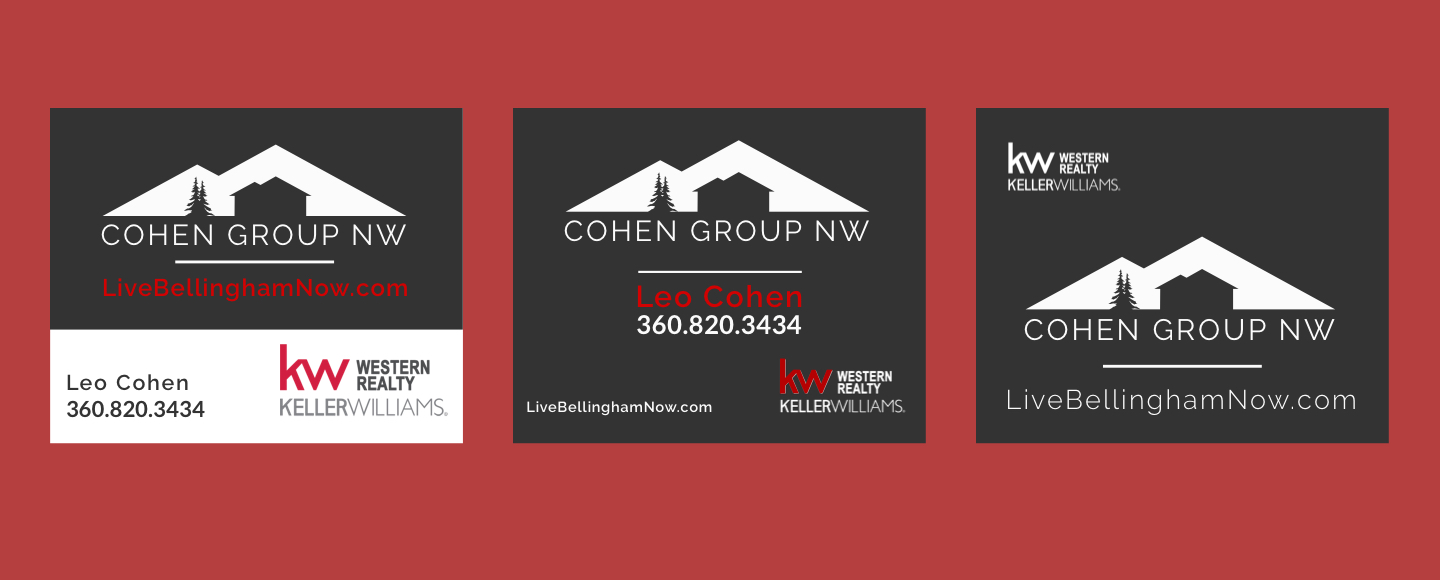 COHEN GROUP NW
LiveBellinghamNow.com
Leo Cohen
360.820.3434
kw WESTERN
REALTY
KELLERWILLIAMS.
COHEN GROUP NW
Leo Cohen
360.820.3434
LiveBellinghamNow.com
kw WESTERN
REALTY
KELLERWILLIAMS.
kw WESTERN
REALTY
KELLERWILLIAMS.
COHEN GROUP NW
LiveBellinghamNow.com